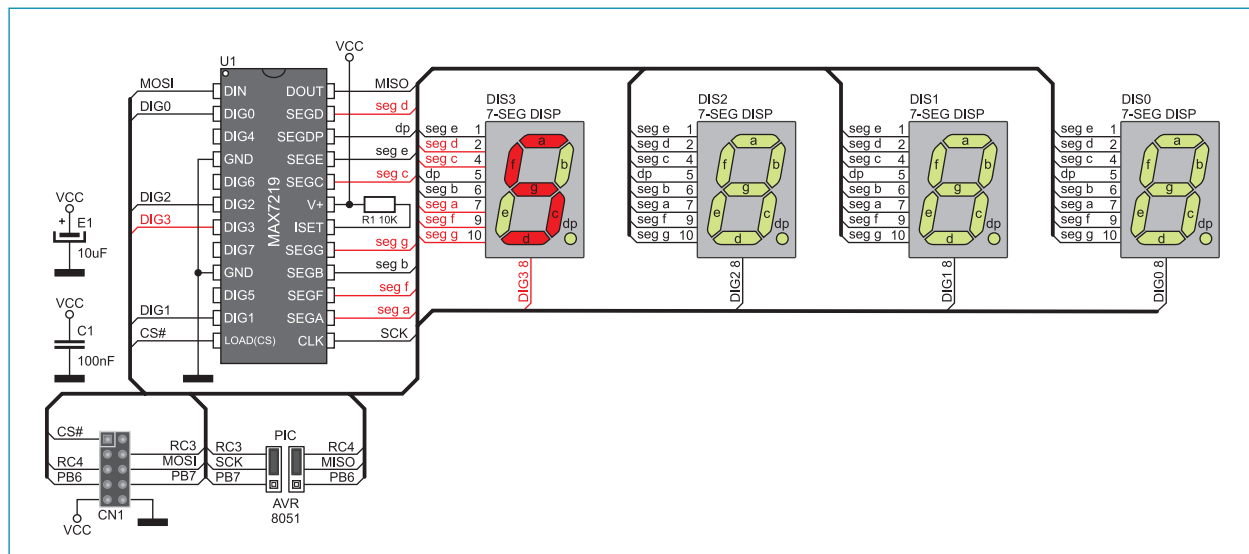 VCC
U1
MOSI
DIN
DOUT
MISO
DIG0
DIG0
SEGD
seg d
DIG4
SEGDP
dp
GND
SEGE
seg e
DIG6
SEGC
seg c
DIG2
DIG2
V+
R1 10K
DIG3
DIG3
ISET
DIG7
SEGG
seg g
GND
SEGB
seg b
DIG5
SEGF
seg f
DIG1
DIG1
SEGA
seg a
CS#
LOAD(CS)
CLK
SCK
MAX7219
VCC
+
E1
10uF
VCC
C1
100nF
DIS3
7-SEG DISP
seg e 1
seg d 2
seg c 4
dp 5
seg b 6
seg a 7
seg f 9
seg g 10
a
f
b
g
e
c
d
dp
DIG3 8
DIS2
7-SEG DISP
seg e 1
seg d 2
seg c 4
dp 5
seg b 6
seg a 7
seg f 9
seg g 10
a
f
b
g
e
c
d
dp
DIG2 8
DIS1
7-SEG DISP
seg e 1
seg d 2
seg c 4
dp 5
seg b 6
seg a 7
seg f 9
seg g 10
a
f
b
g
e
c
d
dp
DIG1 8
DIS0
7-SEG DISP
seg e 1
seg d 2
seg c 4
dp 5
seg b 6
seg a 7
seg f 9
seg g 10
a
f
b
g
e
c
d
dp
DIG0 8
CS#
RC3
RC4
MOSI
PB6
PB7
VCC
CN1
PIC
RC3
RC4
SCK
MISO
PB7
PB6
AVR
8051